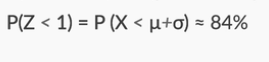 P(Z < 1) = P (X < μ+σ) ≈ 84%